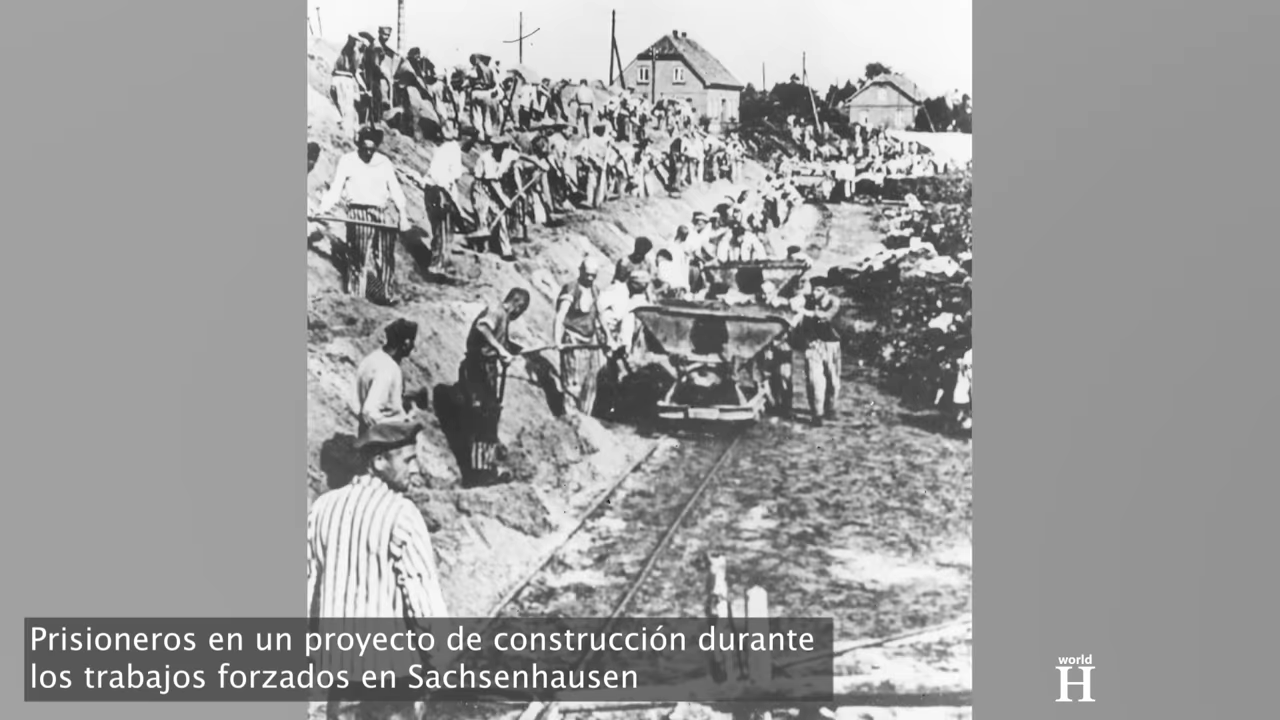 Prisioneros en un proyecto de construcción durante
los trabajos forzados en Sachsenhausen
world
H